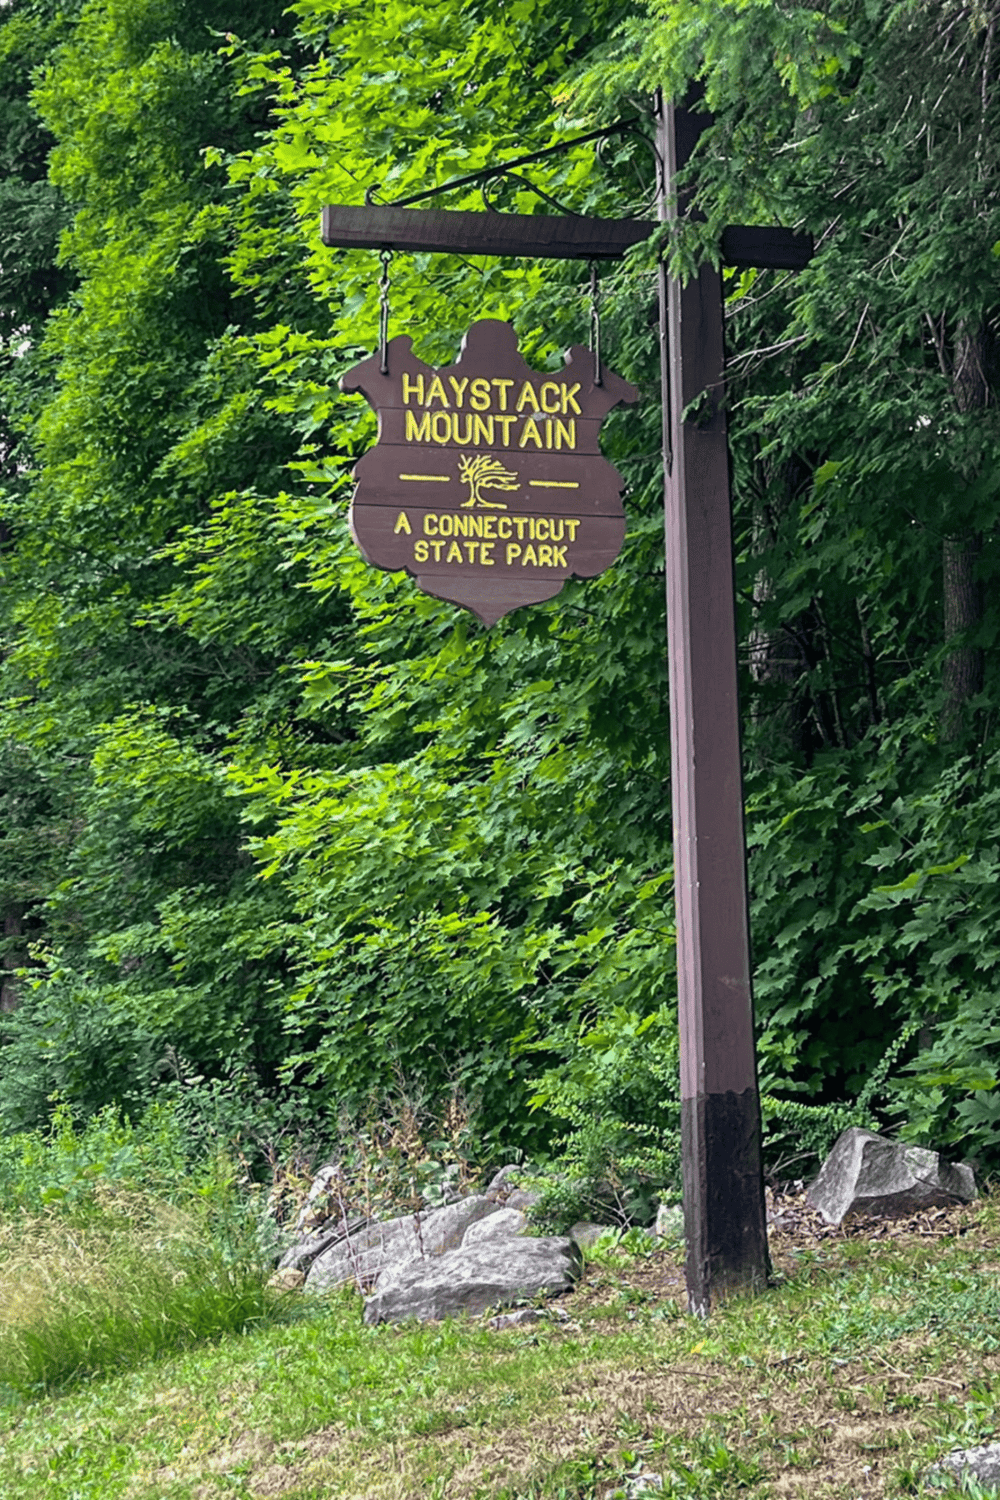 HAYSTACK
MOUNTAIN
A CONNECTICUT
STATE PARK